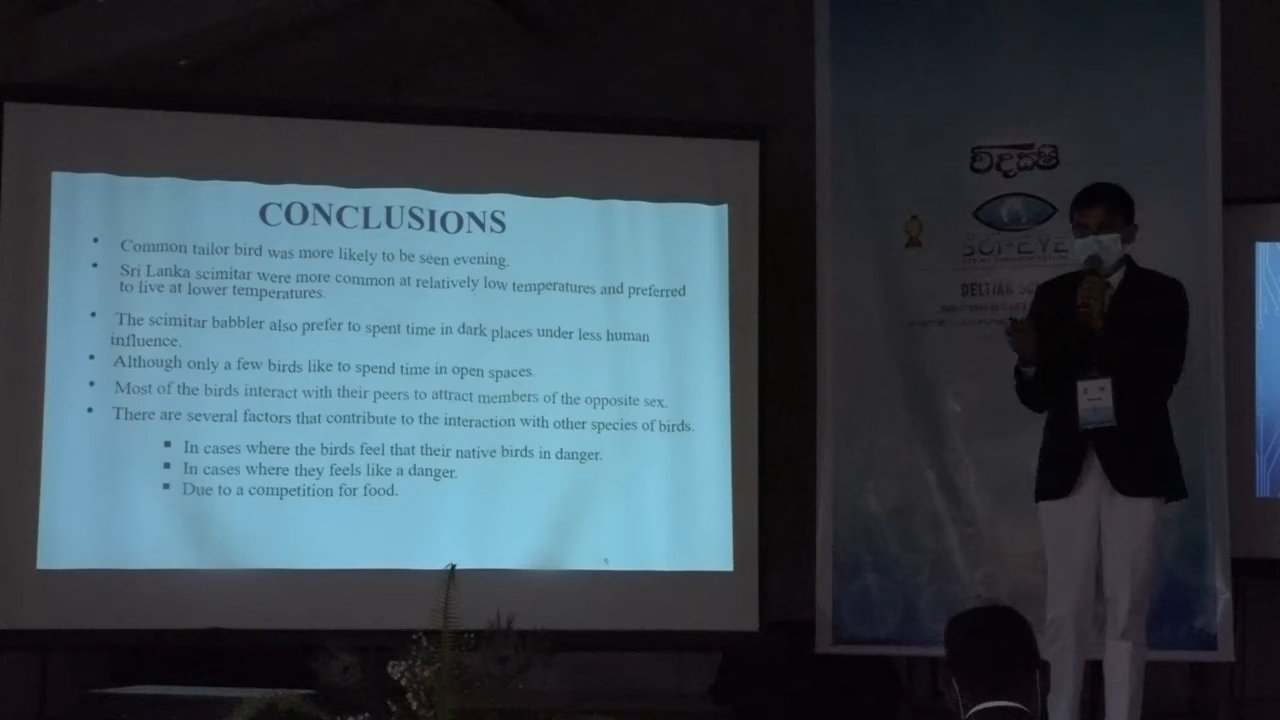 CONCLUSIONS
• Common tailor bird was more likely to be seen evening.
• Sri Lanka scimitar were more common at relatively low temperatures and preferred
to live at lower temperatures.
• The scimitar babbler also prefer to spent time in dark places under less human
influence.
• Although only a few birds like to spend time in open spaces.
• Most of the birds interact with their peers to attract members of the opposite sex.
• There are several factors that contribute to the interaction with other species of birds.
▪ In cases where the birds feel that their native birds in danger.
▪ In cases where they feels like a danger.
▪ Due to a competition for food.
විදක්ෂි
SCI-EYE
DELTIAN